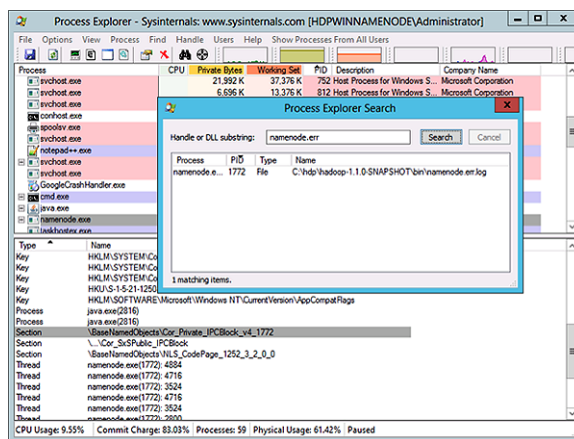 Process Explorer - Sysinternals: www.sysinternals.com [HDPWINNAMENODE\Administrator]
File Options View Process Find Handle Users Help Show Processes From All Users
Process CPU Private Bytes Working Set PID Description Company Name
svchost.exe 21,992 K 37,376 K 752 Host Process for Windows S... Microsoft Corporation
svchost.exe 6,696 K 13,376 K 812 Host Process for Windows S... Microsoft Corporation
svchost.exe
conhost.exe
spoolsv.exe
notepad++.exe
svchost.exe
svchost.exe
GoogleCrashHandler.exe
cmd.exe
java.exe
namenode.exe
taskhostex.exe
Process Explorer Search
Handle or DLL substring: namenode.err Search Cancel
Process PID Type Name
namenode.e... 1772 File C:\hdp\hadoop-1.1.0-SNAPSHOT\bin\namenode.err.log
1 matching items.
Type Name
Key HKLM\SYSTEM\Co
Key HKLM\SYSTEM\Co
Key HKLM\SYSTEM\Co
Key HKU\S-1-5-21-1250
Key HKLM\SOFTWARE\Microsoft\Windows NT\CurrentVersion\AppCompatFlags
Process java.exe(2816)
Process java.exe(2816)
Section \BaseNamedObjects\Cor_Private_IPCBlock_v4_1772
Section \...\Cor_SxSPublic_IPCBlock
Section \BaseNamedObjects\NLS_CodePage_1252_3_2_0_0
Thread namenode.exe(1772): 4884
Thread namenode.exe(1772): 4716
Thread namenode.exe(1772): 3524
Thread namenode.exe(1772): 4716
Thread namenode.exe(1772): 3524
Thread namenode.exe(1772): 2800
CPU Usage: 9.55% Commit Charge: 83.03% Processes: 59 Physical Usage: 61.42% Paused